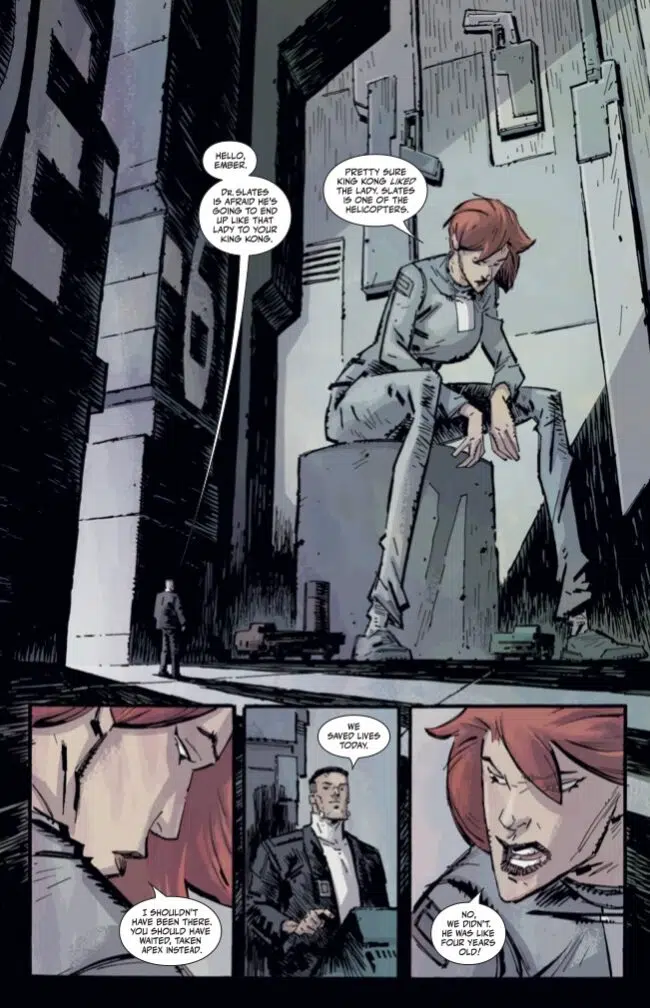 HELLO,
EMBER.
DR. SLATES
IS AFRAID HE'S
GOING TO END
UP LIKE THAT
LADY TO YOUR
KING KONG.
PRETTY SURE
KING KONG LIKED
THE LADY. SLATES
IS ONE OF THE
HELICOPTERS.
I SHOULDN'T
HAVE BEEN THERE.
YOU SHOULD HAVE
WAITED, TAKEN
APEX INSTEAD.
WE
SAVED LIVES
TODAY.
NO,
WE DIDN'T.
HE WAS LIKE
FOUR YEARS
OLD!